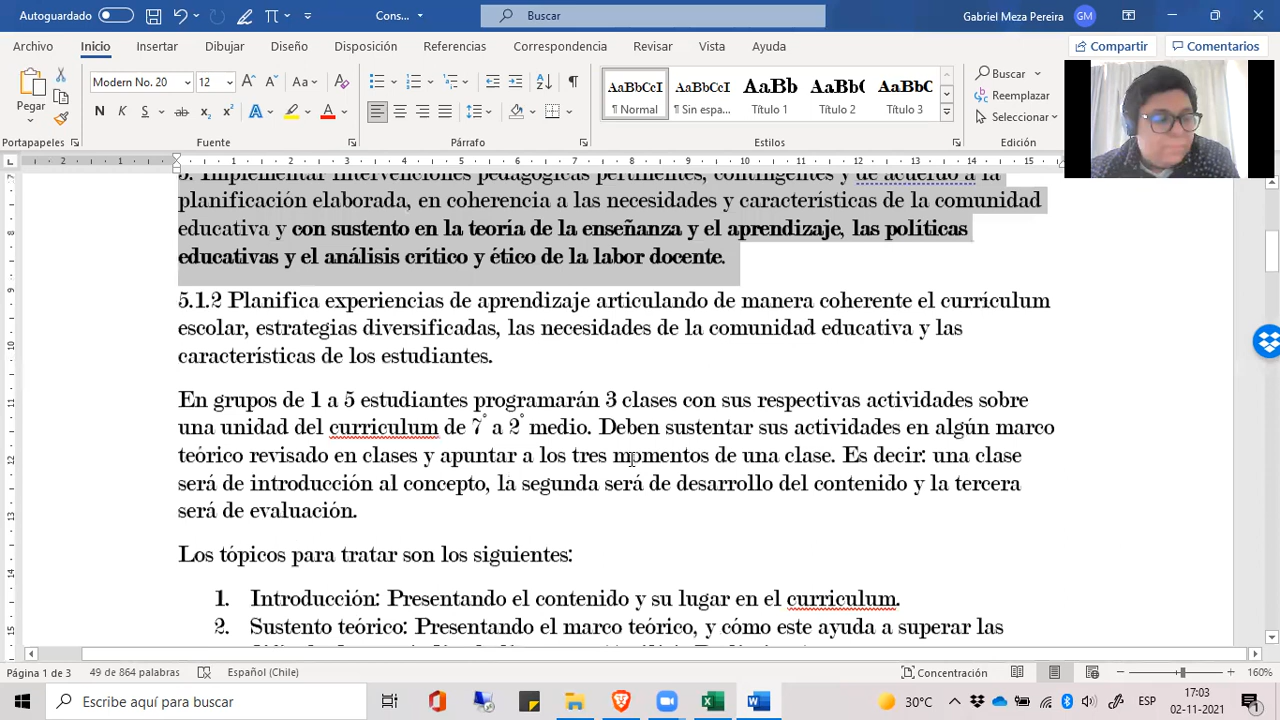 Autoguardado
Cons...
Buscar
Gabriel Meza Pereira
GM
Archivo
Inicio
Insertar
Dibujar
Diseño
Disposición
Referencias
Correspondencia
Revisar
Vista
Ayuda
Compartir
Comentarios
Pegar
Modern No. 20
12
Aa
N
K
S
ab
x₂
x²
AaBbCcI
AaBbCcI
AaBb
AaBbC
AaBbC
¶ Normal
¶ Sin espa...
Título 1
Título 2
Título 3
Buscar
Reemplazar
Seleccionar
Portapapeles
Fuente
Párrafo
Estilos
Edición
5. Implementar intervenciones pedagógicas pertinentes, contingentes y de acuerdo a la
planificación elaborada, en coherencia a las necesidades y características de la comunidad
educativa y con sustento en la teoría de la enseñanza y el aprendizaje, las políticas
educativas y el análisis crítico y ético de la labor docente.
5.1.2 Planifica experiencias de aprendizaje articulando de manera coherente el currículum
escolar, estrategias diversificadas, las necesidades de la comunidad educativa y las
características de los estudiantes.
En grupos de 1 a 5 estudiantes programarán 3 clases con sus respectivas actividades sobre
una unidad del curriculum de 7° a 2° medio. Deben sustentar sus actividades en algún marco
teórico revisado en clases y apuntar a los tres momentos de una clase. Es decir: una clase
será de introducción al concepto, la segunda será de desarrollo del contenido y la tercera
será de evaluación.
Los tópicos para tratar son los siguientes:
1. Introducción: Presentando el contenido y su lugar en el curriculum.
2. Sustento teórico: Presentando el marco teórico, y cómo este ayuda a superar las
Página 1 de 3
49 de 864 palabras
Español (Chile)
Concentración
160%
Escribe aquí para buscar
30°C
ESP
17:03
02-11-2021